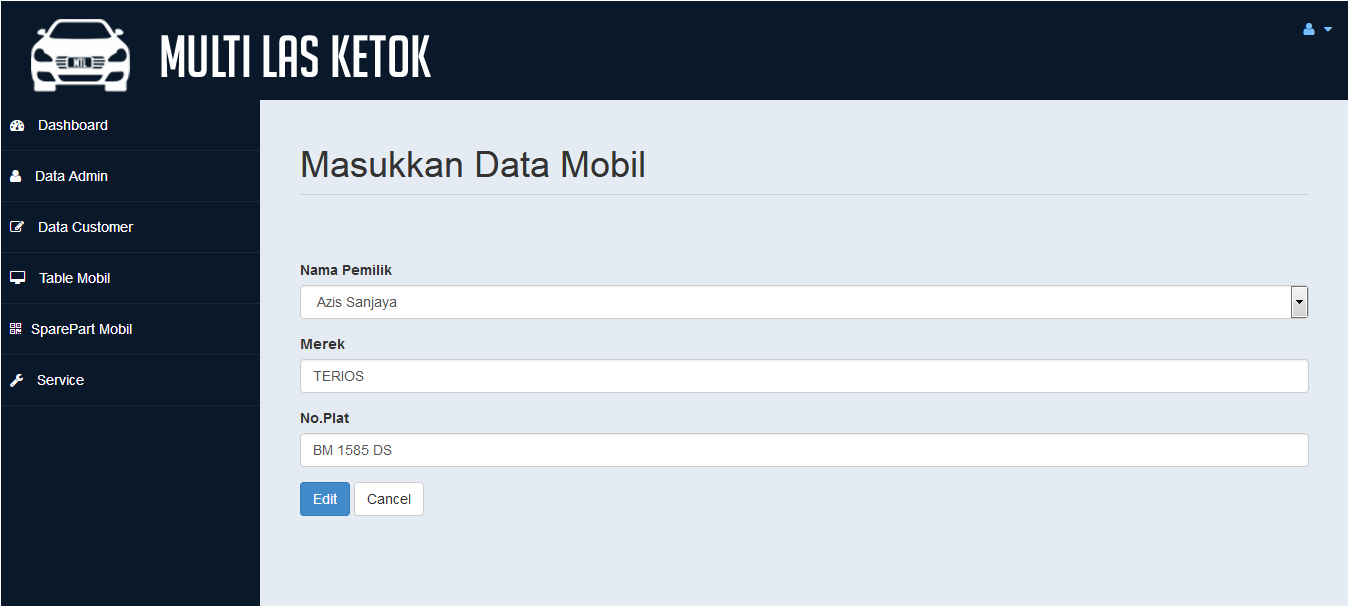 MTL
MULTI LAS KETOK
Dashboard
Data Admin
Data Customer
Table Mobil
SparePart Mobil
Service
Masukkan Data Mobil
Nama Pemilik
Azis Sanjaya
Merek
TERIOS
No.Plat
BM 1585 DS
Edit Cancel